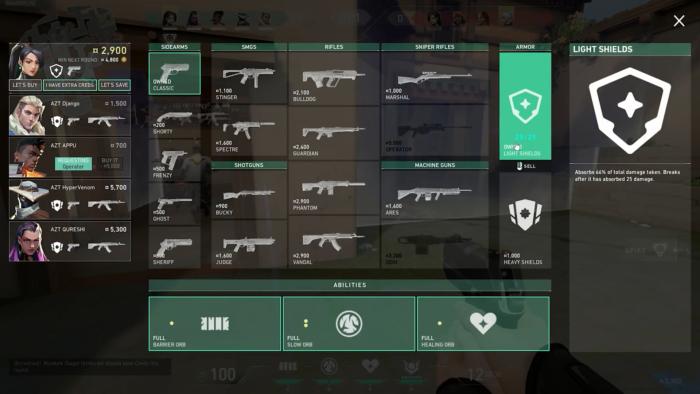 2,900
MIN NEXT ROUND: 4,800
LET'S BUY
I HAVE EXTRA CREDS
LET'S SAVE
AZT Django
1,500
AZT APPU
700
REQUESTING
Operator
BUY IT
AZT HyperVenom
5,700
AZT QURESHI
5,300
SIDEARMS
OWNED
CLASSIC
200
SHORTY
500
FRENZY
500
GHOST
SHERIFF
SMGS
1,100
STINGER
1,600
SPECTRE
SHOTGUNS
900
BUCKY
1,600
JUDGE
RIFLES
2,100
BULLDOG
2,400
GUARDIAN
2,900
PHANTOM
2,900
VANDAL
SNIPER RIFLES
1,000
MARSHAL
OPERATOR
MACHINE GUNS
1,600
ARES
ODIN
ARMOR
25/25
LIGHT SHIELDS
SELL
1,000
HEAVY SHIELDS
LIGHT SHIELDS
Absorbs 66% of total damage taken. Breaks
after it has absorbed 25 damage.
ABILITIES
FULL
BARRIER ORB
FULL
SLOW ORB
FULL
HEALING ORB
100
12